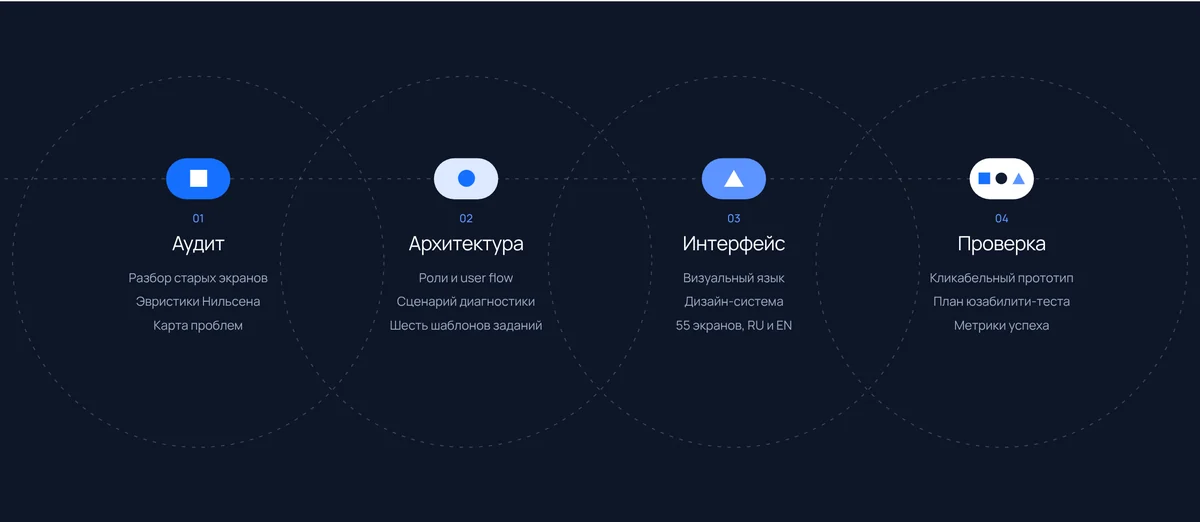 01
Аудит
Разбор старых экранов
Эвристики Нильсена
Карта проблем
02
Архитектура
Роли и user flow
Сценарий диагностики
Шесть шаблонов заданий
03
Интерфейс
Визуальный язык
Дизайн-система
55 экранов, RU и EN
04
Проверка
Кликабельный прототип
План юзабилити-теста
Метрики успеха